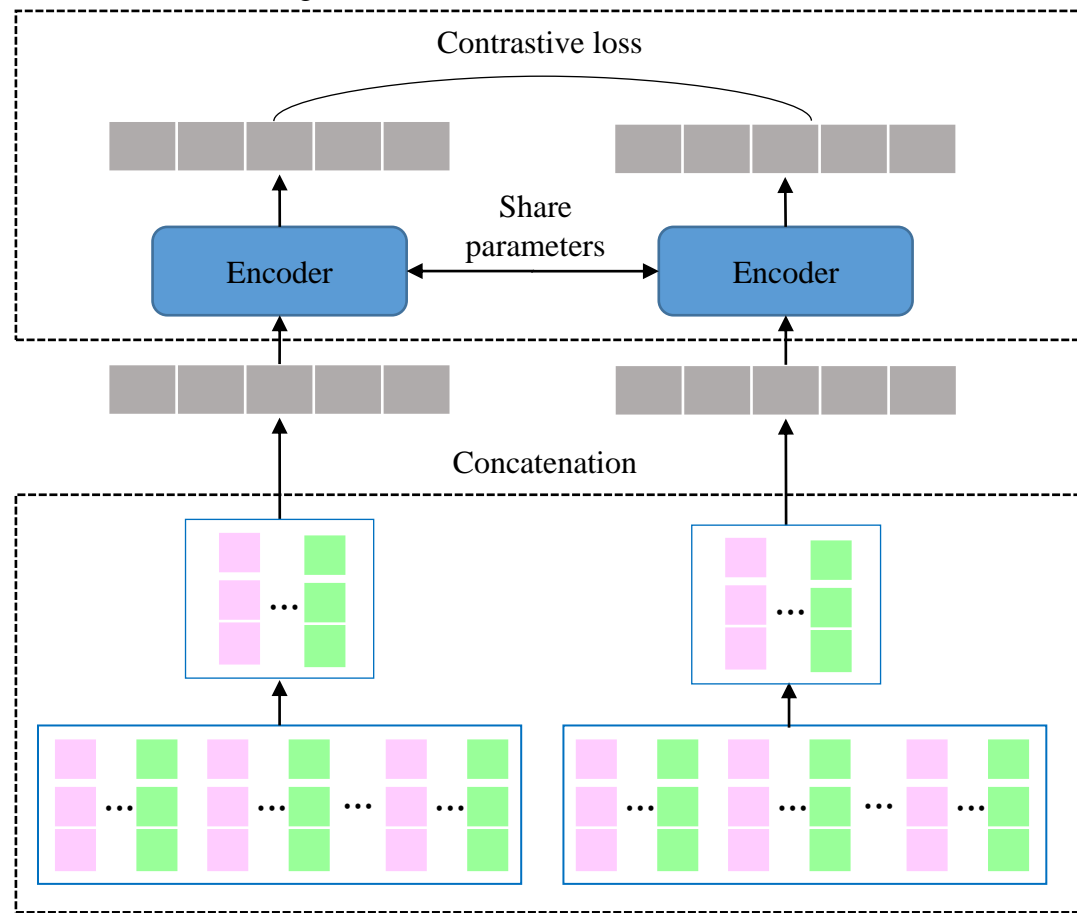 Contrastive loss
Share
parameters
Encoder
Encoder
Concatenation